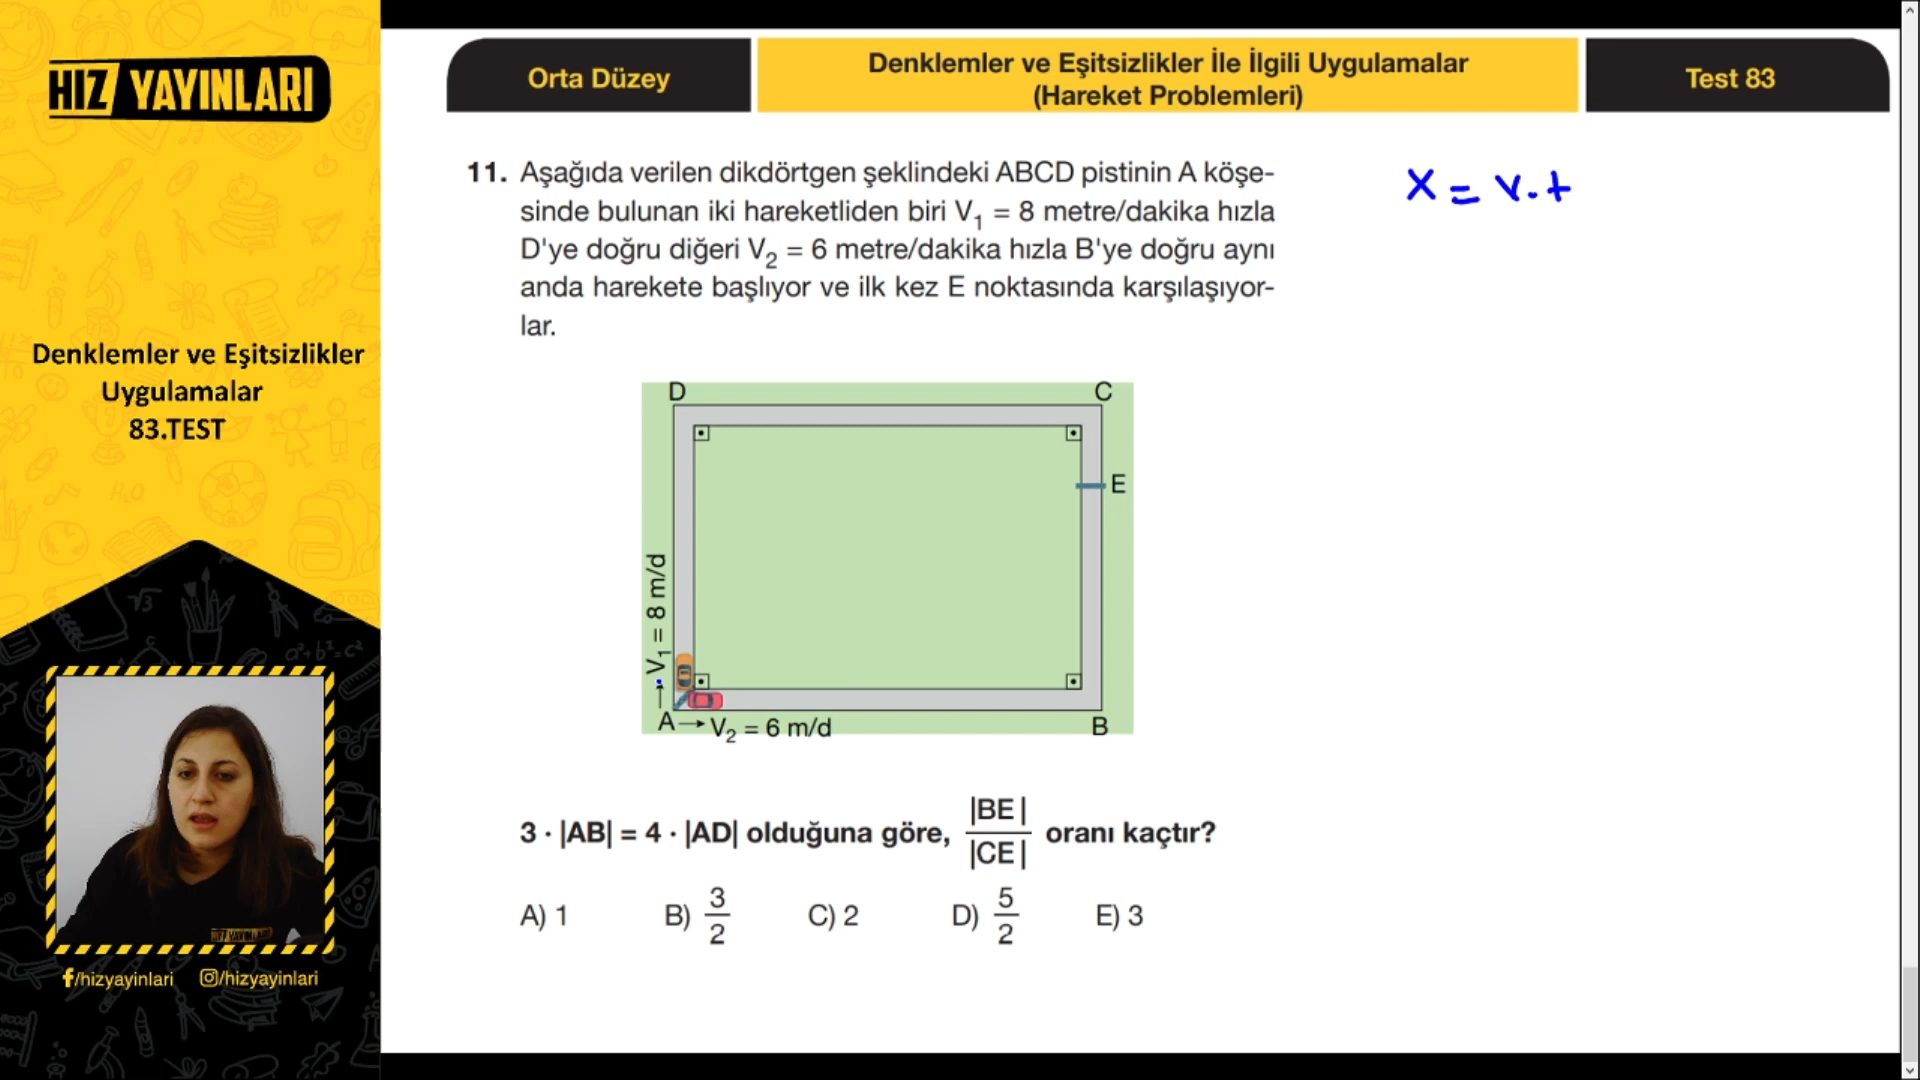 HIZ YAYINLARI
Denklemler ve Eşitsizlikler
Uygulamalar
83.TEST
/hizyayinlari /hizyayinlari
Orta Düzey
Denklemler ve Eşitsizlikler İle İlgili Uygulamalar
(Hareket Problemleri)
Test 83
x = v.t
11. Aşağıda verilen dikdörtgen şeklindeki ABCD pistinin A köşe-
sinde bulunan iki hareketliden biri V₁ = 8 metre/dakika hızla
D'ye doğru diğeri V₂ = 6 metre/dakika hızla B'ye doğru aynı
anda harekete başlıyor ve ilk kez E noktasında karşılaşıyor-
lar.
D C
E
→ V₁ = 8 m/d
A → V₂ = 6 m/d B
3 · |AB| = 4 · |AD| olduğuna göre, |BE| / |CE| oranı kaçtır?
A) 1 B) 3/2 C) 2 D) 5/2 E) 3